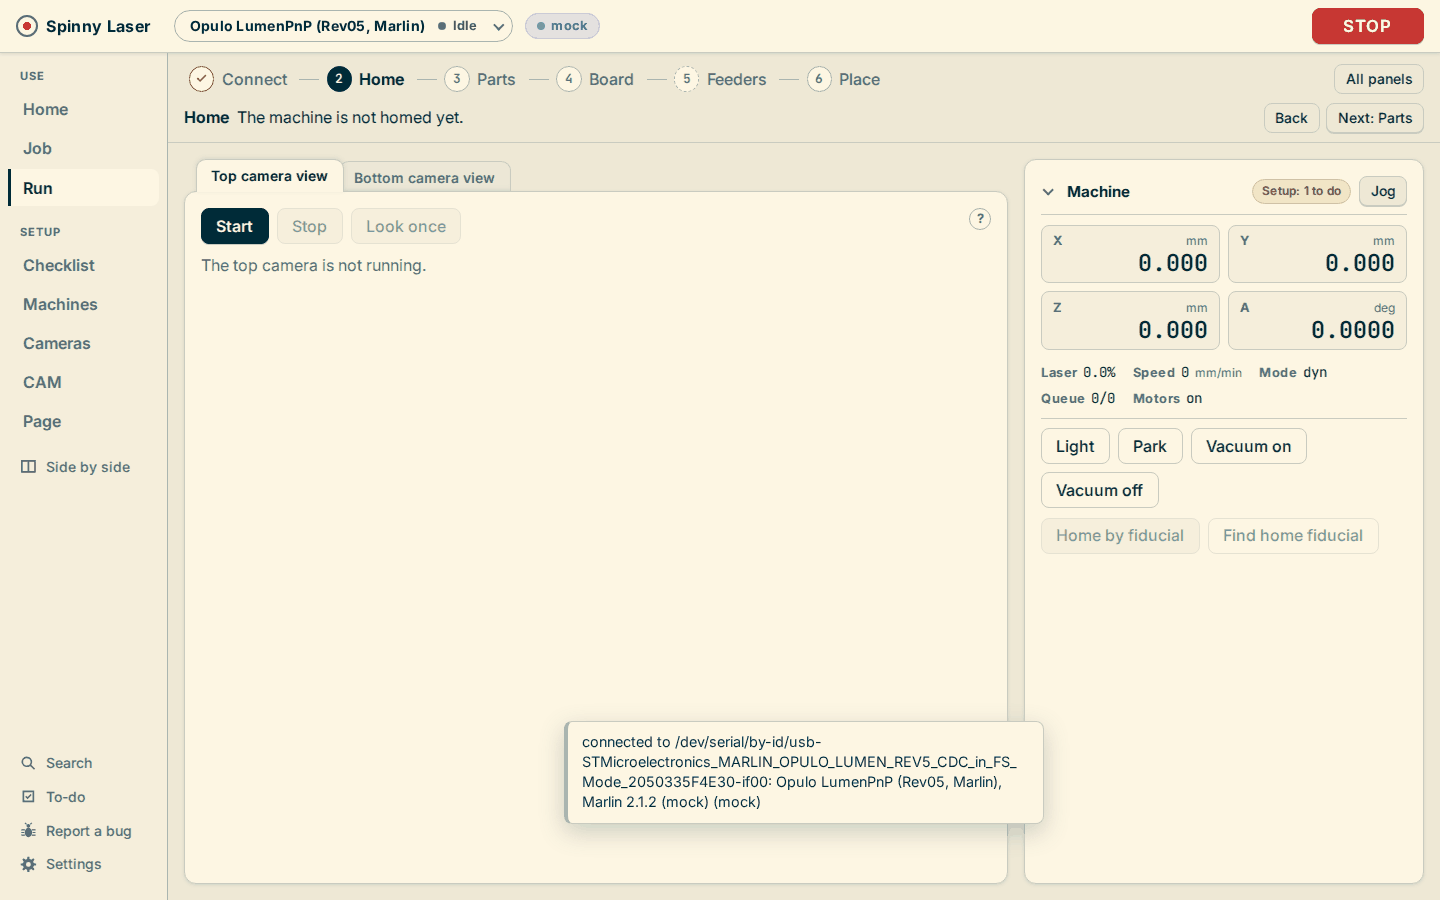 Spinny Laser
Opulo LumenPnP (Rev05, Marlin) Idle
mock
STOP
USE
Home
Job
Run
SETUP
Checklist
Machines
Cameras
CAM
Page
Side by side
Search
To-do
Report a bug
Settings
Connect 2 Home 3 Parts 4 Board 5 Feeders 6 Place
All panels
Home The machine is not homed yet.
Back Next: Parts
Top camera view Bottom camera view
Start Stop Look once ?
The top camera is not running.
Machine Setup: 1 to do Jog
X mm Y mm
0.000 0.000
Z mm A deg
0.000 0.0000
Laser 0.0% Speed 0 mm/min Mode dyn
Queue 0/0 Motors on
Light Park Vacuum on
Vacuum off
Home by fiducial Find home fiducial
connected to /dev/serial/by-id/usb-
STMicroelectronics_MARLIN_OPULO_LUMEN_REV5_CDC_in_FS_
Mode_2050335F4E30-if00: Opulo LumenPnP (Rev05, Marlin),
Marlin 2.1.2 (mock) (mock)